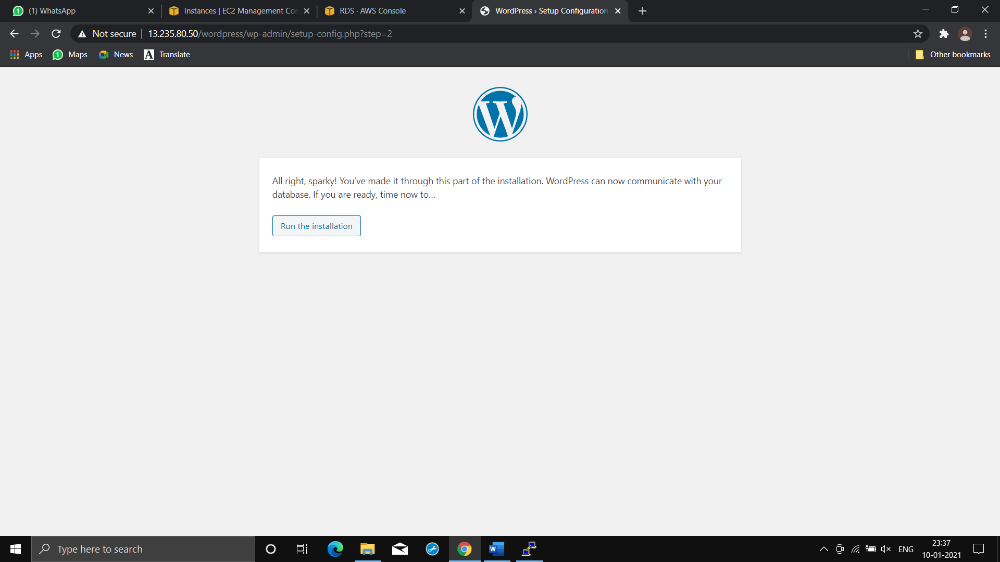 (1) WhatsApp
Instances | EC2 Management Con
RDS · AWS Console
WordPress › Setup Configuration
Not secure
13.235.80.50/wordpress/wp-admin/setup-config.php?step=2
Apps
Maps
News
A Translate
Other bookmarks
All right, sparky! You’ve made it through this part of the installation. WordPress can now communicate with your
database. If you are ready, time now to…
Run the installation
Type here to search
ENG
23:37
10-01-2021